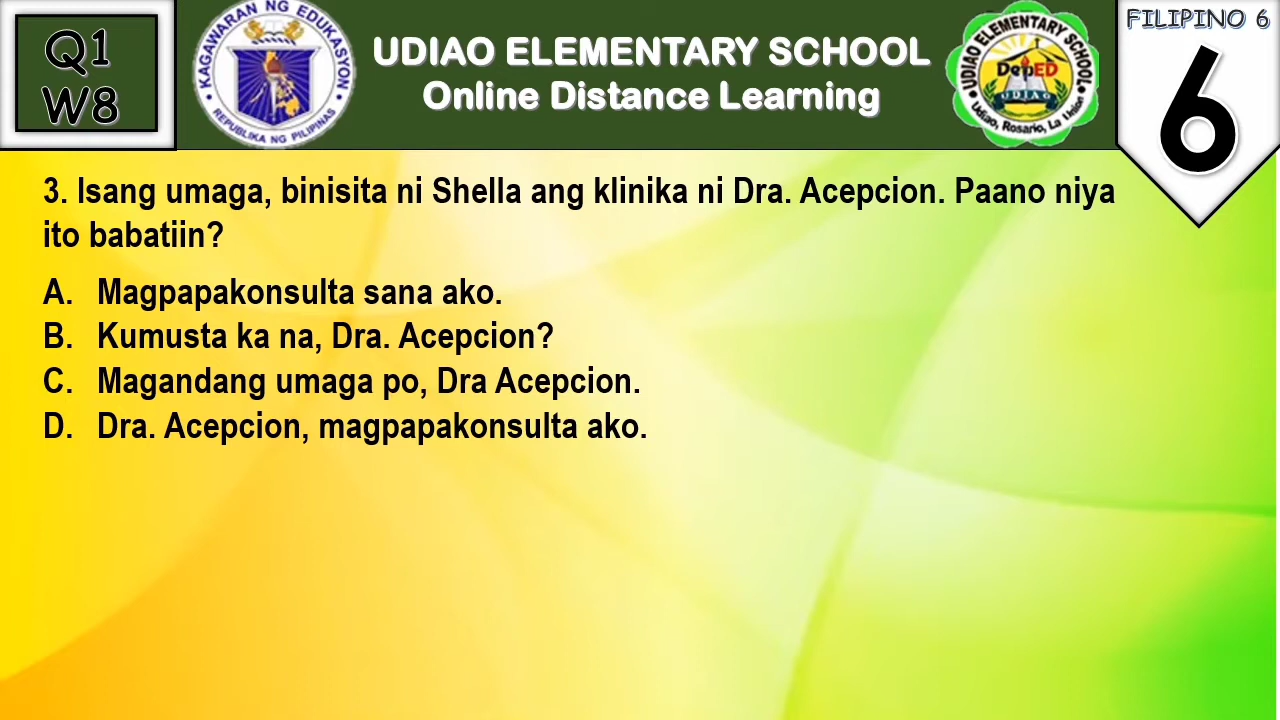 Q1
W8
KAGAWARAN NG EDUKASYON
REPUBLIKA NG PILIPINAS
UDIAO ELEMENTARY SCHOOL
Online Distance Learning
UDIAO ELEMENTARY SCHOOL
DepED
UDIAO
Udiao, Rosario, La Union
FILIPINO 6
6
3. Isang umaga, binisita ni Shella ang klinika ni Dra. Acepcion. Paano niya
ito babatiin?
A. Magpapakonsulta sana ako.
B. Kumusta ka na, Dra. Acepcion?
C. Magandang umaga po, Dra Acepcion.
D. Dra. Acepcion, magpapakonsulta ako.